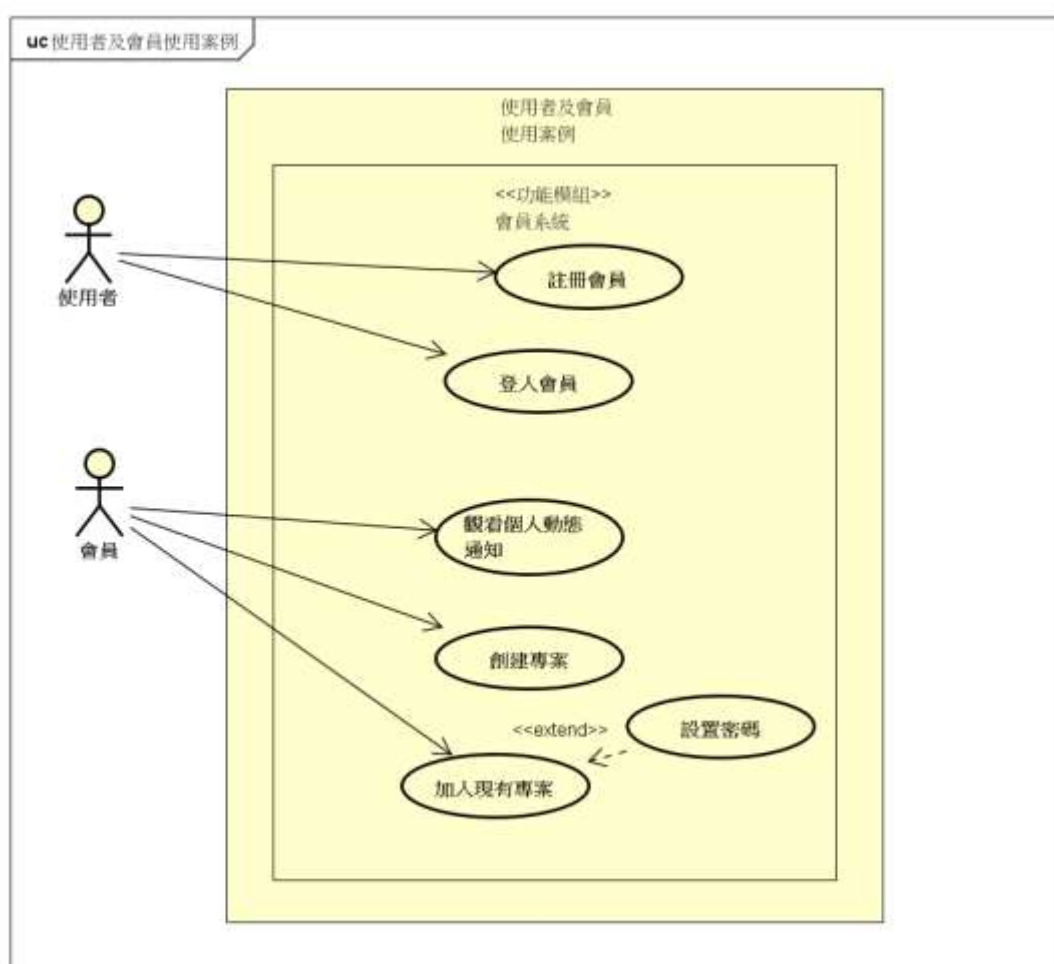 uc 使用者及會員使用案例
使用者及會員
使用案例
<<功能模組>>
會員系統
使用者
註冊會員
登入會員
會員
觀看個人動態
通知
創建專案
<<extend>>
設置密碼
加入現有專案